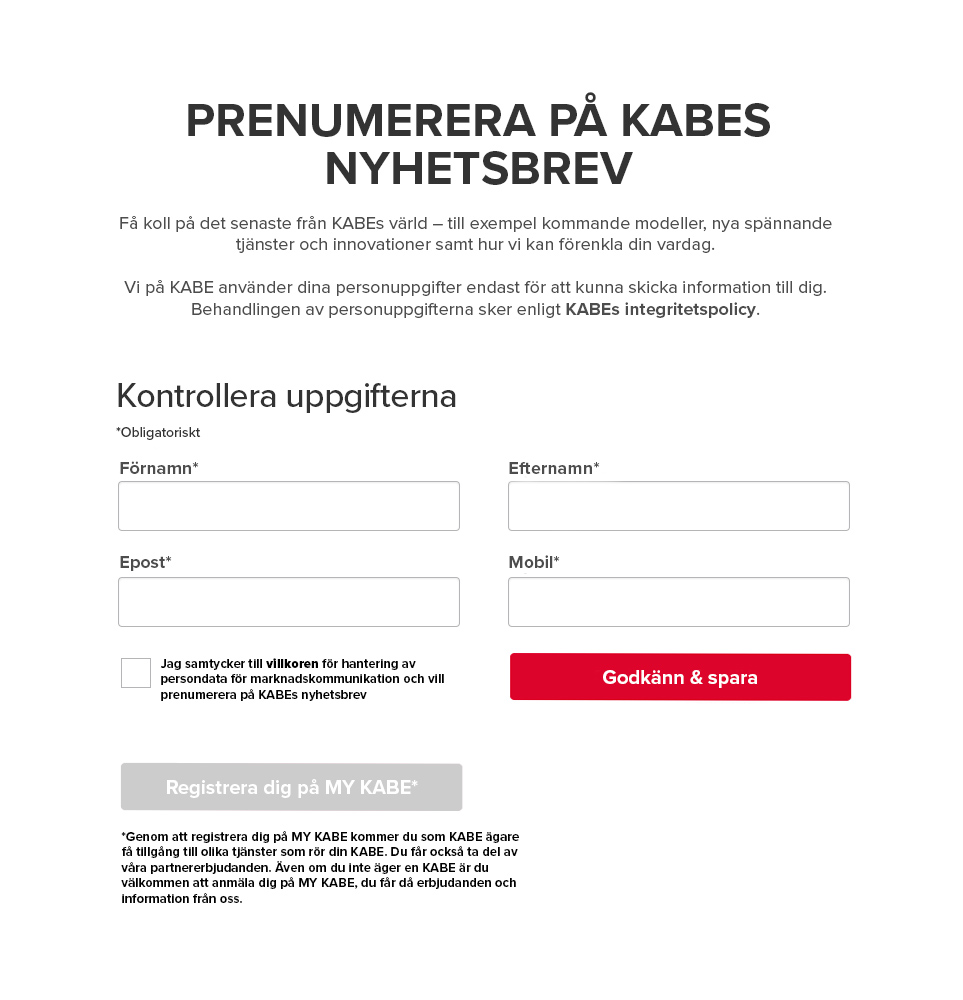 PRENUMERERA PÅ KABES
NYHETSBREV
Få koll på det senaste från KABEs värld – till exempel kommande modeller, nya spännande
tjänster och innovationer samt hur vi kan förenkla din vardag.
Vi på KABE använder dina personuppgifter endast för att kunna skicka information till dig.
Behandlingen av personuppgifterna sker enligt KABEs integritetspolicy.
Kontrollera uppgifterna
*Obligatoriskt
Förnamn* Efternamn*
Epost* Mobil*
Jag samtycker till villkoren för hantering av
persondata för marknadskommunikation och vill
prenumerera på KABEs nyhetsbrev
Godkänn & spara
Registrera dig på MY KABE*
*Genom att registrera dig på MY KABE kommer du som KABE ägare
få tillgång till olika tjänster som rör din KABE. Du får också ta del av
våra partnererbjudanden. Även om du inte äger en KABE är du
välkommen att anmäla dig på MY KABE, du får då erbjudanden och
information från oss.